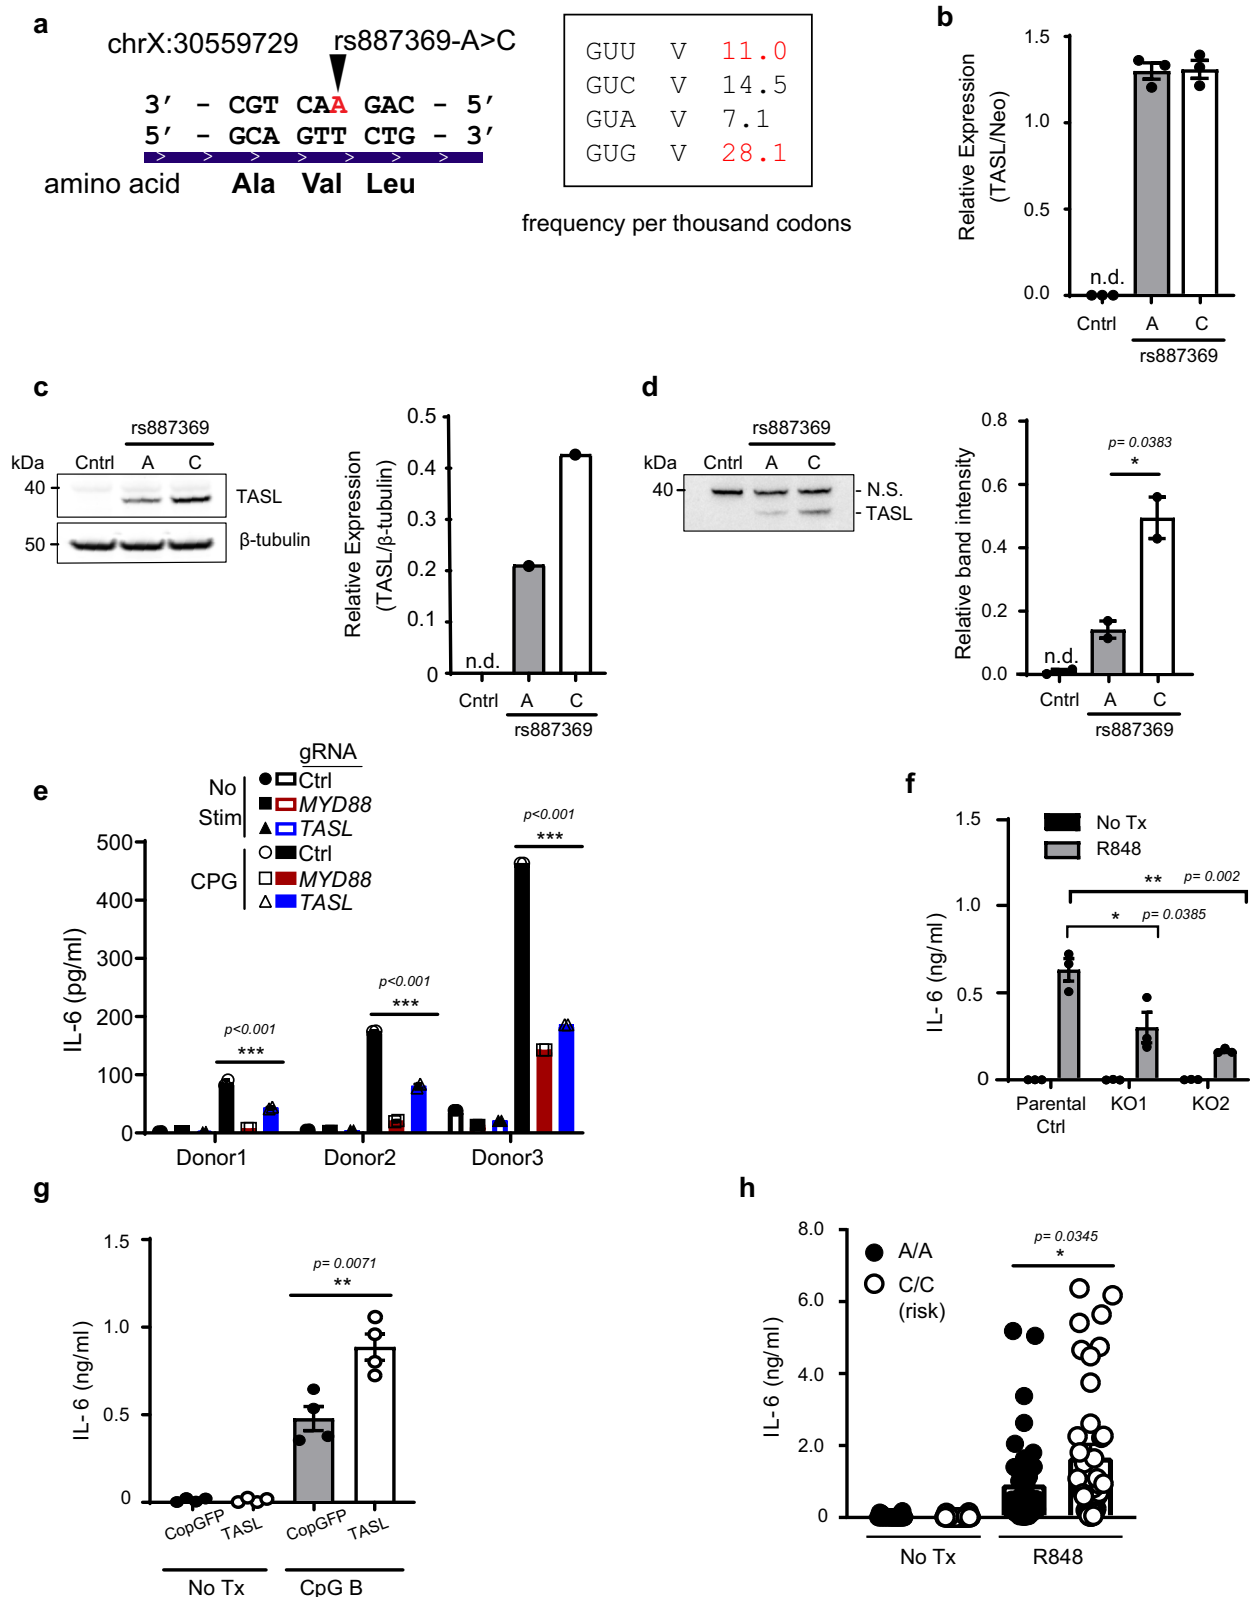 a
chrX:30559729 rs887369-A>C
3′ - CGT CAA GAC - 5′
5′ - GCA GTT CTG - 3′
> > > > > > >
amino acid Ala Val Leu
GUU V 11.0
GUC V 14.5
GUA V 7.1
GUG V 28.1
frequency per thousand codons
b
Relative Expression
(TASL/Neo)
1.5
1.0
0.5
0.0
n.d.
Cntrl A C
rs887369
c
rs887369
kDa Cntrl A C
40
TASL
50
β-tubulin
Relative Expression
(TASL/β-tubulin)
0.5
0.4
0.3
0.2
0.1
0
n.d.
Cntrl A C
rs887369
d
rs887369
kDa Cntrl A C
40
- N.S.
- TASL
Relative band intensity
0.8
0.6
0.4
0.2
0.0
p= 0.0383
*
n.d.
Cntrl A C
rs887369
e
gRNA
No Stim
Ctrl
MYD88
TASL
CPG
Ctrl
MYD88
TASL
IL-6 (pg/ml)
500
400
300
200
100
0
p<0.001
***
p<0.001
***
p<0.001
***
Donor1 Donor2 Donor3
f
No Tx
R848
IL- 6 (ng/ml)
1.5
1.0
0.5
0
** p= 0.002
* p= 0.0385
Parental Ctrl KO1 KO2
g
IL- 6 (ng/ml)
1.5
1.0
0.5
0
p= 0.0071
**
CopGFP TASL CopGFP TASL
No Tx CpG B
h
A/A
C/C
(risk)
IL- 6 (ng/ml)
8.0
6.0
4.0
2.0
0
p= 0.0345
*
No Tx R848